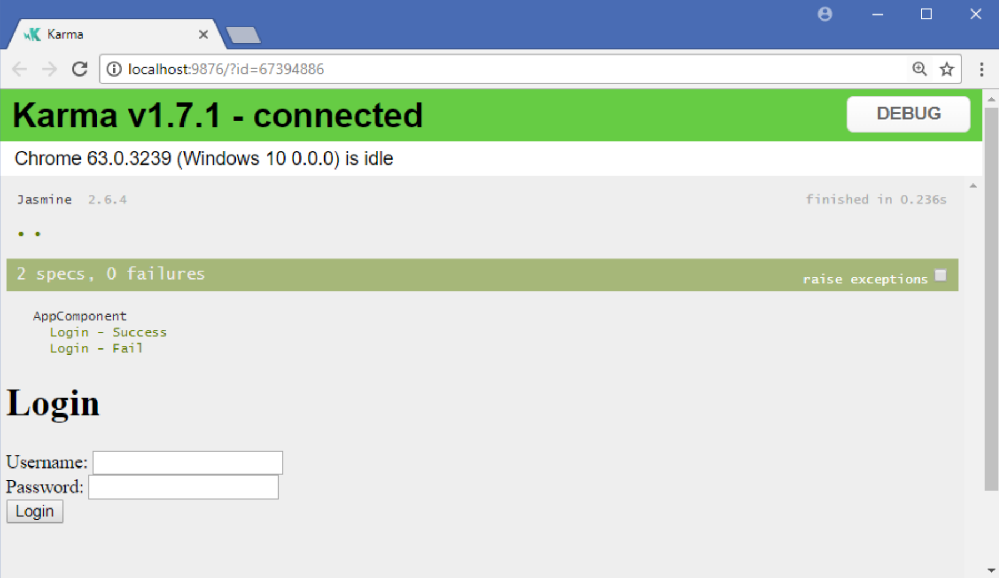 Karma
localhost:9876/?id=67394886
Karma v1.7.1 - connected
DEBUG
Chrome 63.0.3239 (Windows 10 0.0.0) is idle
Jasmine 2.6.4
finished in 0.236s
• •
2 specs, 0 failures
raise exceptions
AppComponent
Login - Success
Login - Fail
Login
Username:
Password:
Login